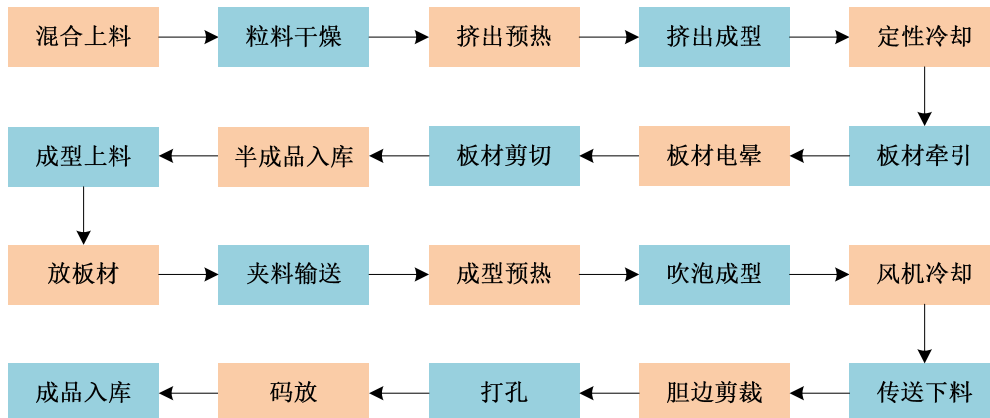 混合上料
粒料干燥
挤出预热
挤出成型
定性冷却
板材牵引
板材电晕
板材剪切
半成品入库
成型上料
放板材
夹料输送
成型预热
吹泡成型
风机冷却
传送下料
胆边剪裁
打孔
码放
成品入库